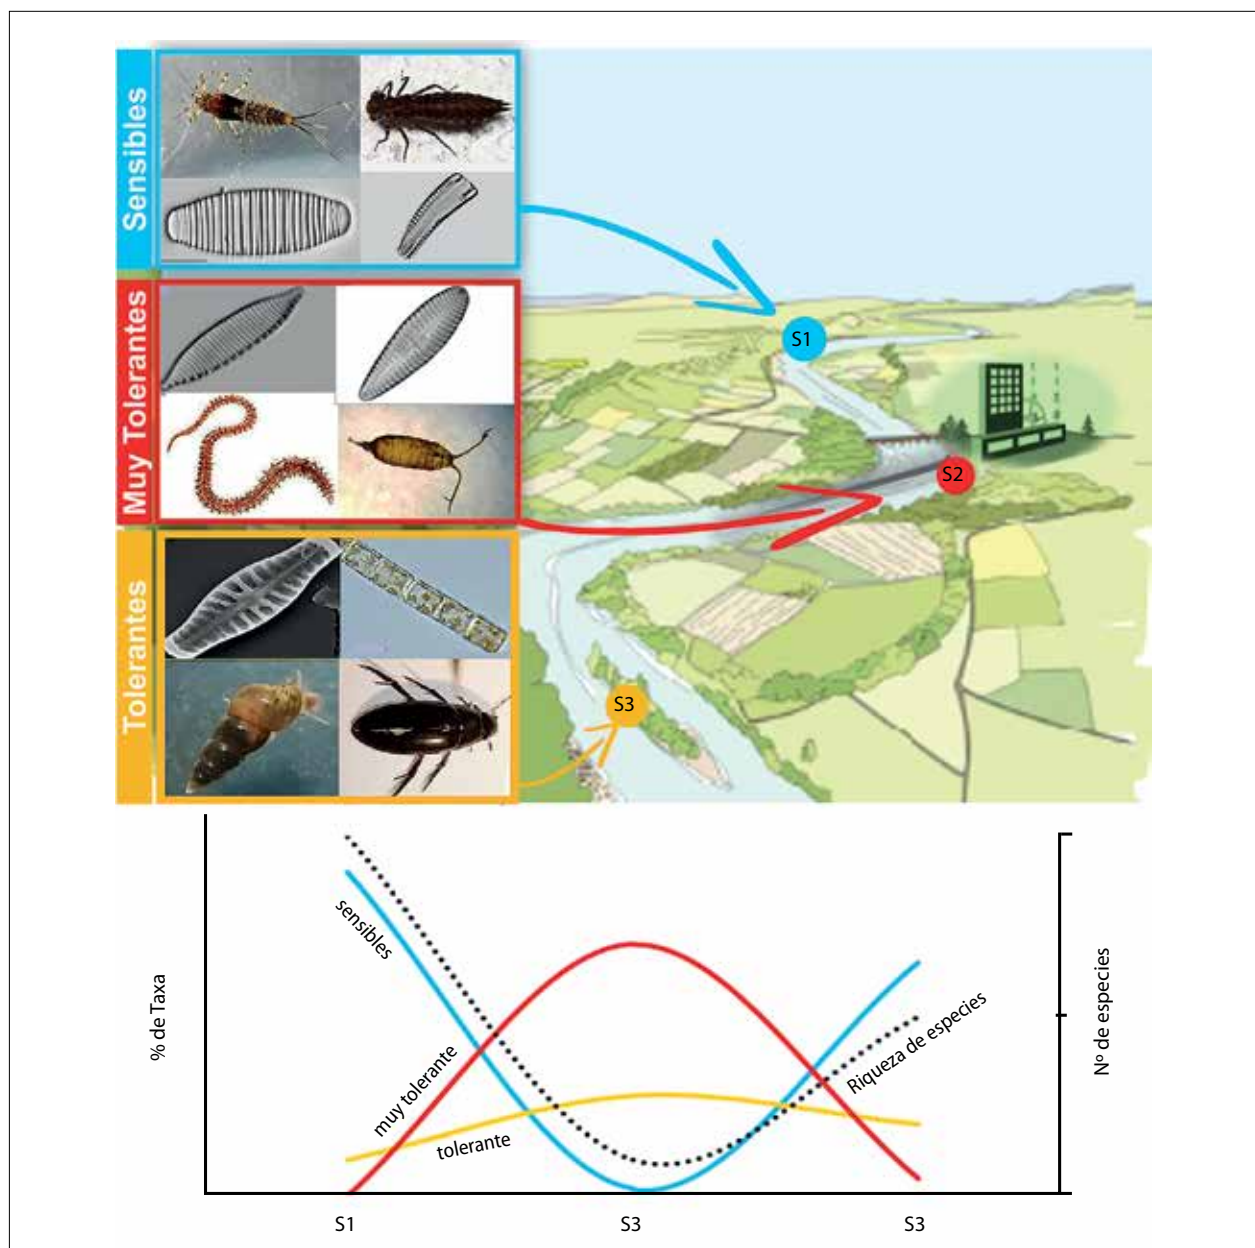 Sensibles
Muy Tolerantes
Tolerantes
S1
S2
S3
% de Taxa
sensibles
muy tolerante
tolerante
Riqueza de especies
Nº de especies
S1
S3
S3